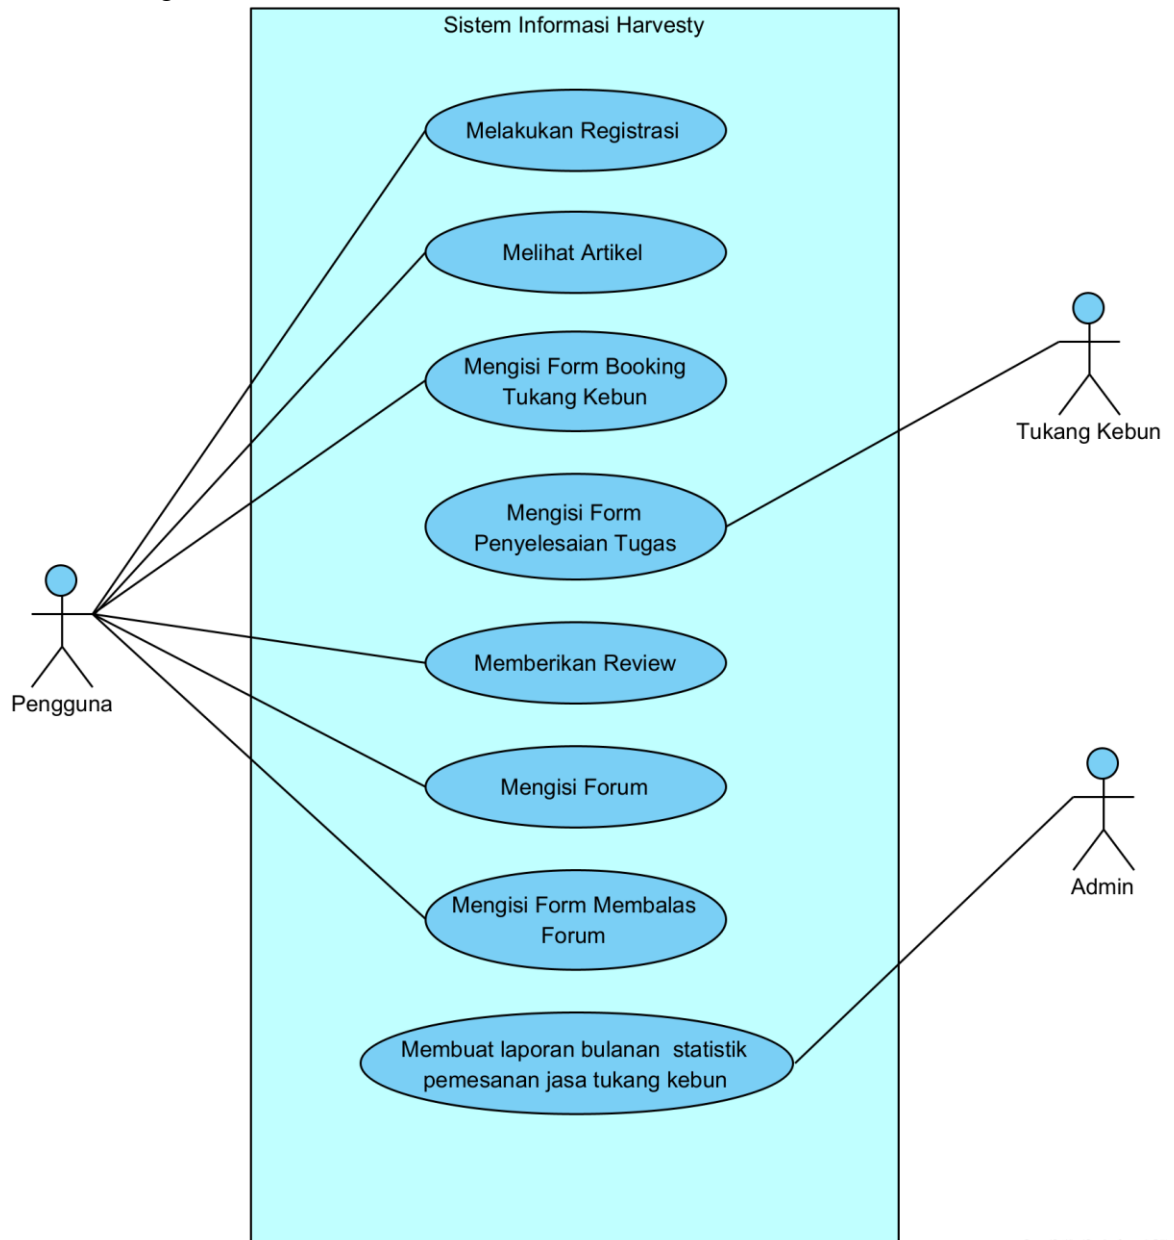 Sistem Informasi Harvesty
Melakukan Registrasi
Melihat Artikel
Mengisi Form Booking
Tukang Kebun
Tukang Kebun
Mengisi Form
Penyelesaian Tugas
Memberikan Review
Pengguna
Mengisi Forum
Mengisi Form Membalas
Forum
Admin
Membuat laporan bulanan  statistik
pemesanan jasa tukang kebun